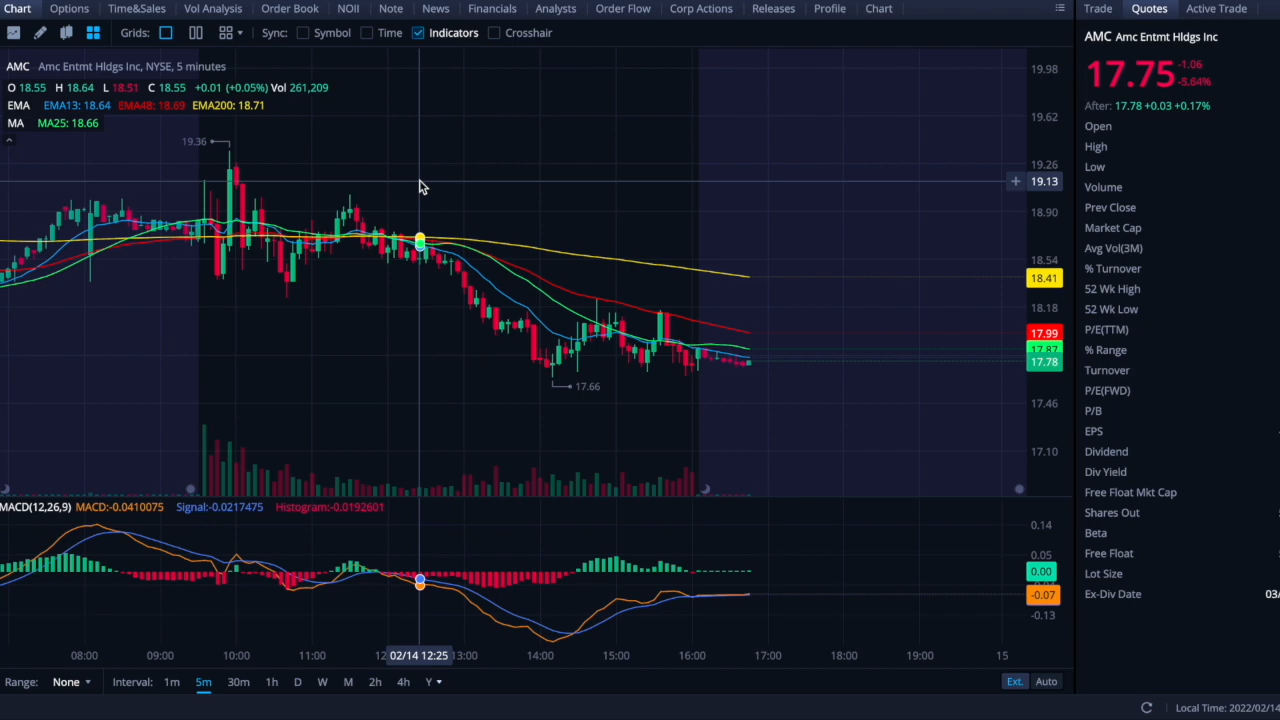 Chart Options Time&Sales Vol Analysis Order Book NOII Note News Financials Analysts Order Flow Corp Actions Releases Profile Chart
Grids: Sync: Symbol Time Indicators Crosshair
AMC Amc Entmt Hldgs Inc, NYSE, 5 minutes
O 18.55 H 18.64 L 18.51 C 18.55 +0.01 (+0.05%) Vol 261,209
EMA EMA13: 18.64 EMA48: 18.69 EMA200: 18.71
MA MA25: 18.66
19.36
17.66
19.98
19.62
19.26
19.13
18.90
18.54
18.41
18.18
17.99
17.87
17.78
17.46
17.10
MACD(12,26,9) MACD:-0.0410075 Signal:-0.0217475 Histogram:-0.0192601
0.14
0.05
0.00
-0.07
-0.13
08:00 09:00 10:00 11:00 12 02/14 12:25 13:00 14:00 15:00 16:00 17:00 18:00 19:00 15
Range: None Interval: 1m 5m 30m 1h D W M 2h 4h Y Ext. Auto
Trade Quotes Active Trade
AMC Amc Entmt Hldgs Inc
17.75 -1.06
-5.64%
After: 17.78 +0.03 +0.17%
Open
High
Low
Volume
Prev Close
Market Cap
Avg Vol(3M)
% Turnover
52 Wk High
52 Wk Low
P/E(TTM)
% Range
Turnover
P/E(FWD)
P/B
EPS
Dividend
Div Yield
Free Float Mkt Cap
Shares Out
Beta
Free Float
Lot Size
Ex-Div Date 03/
Local Time: 2022/02/14